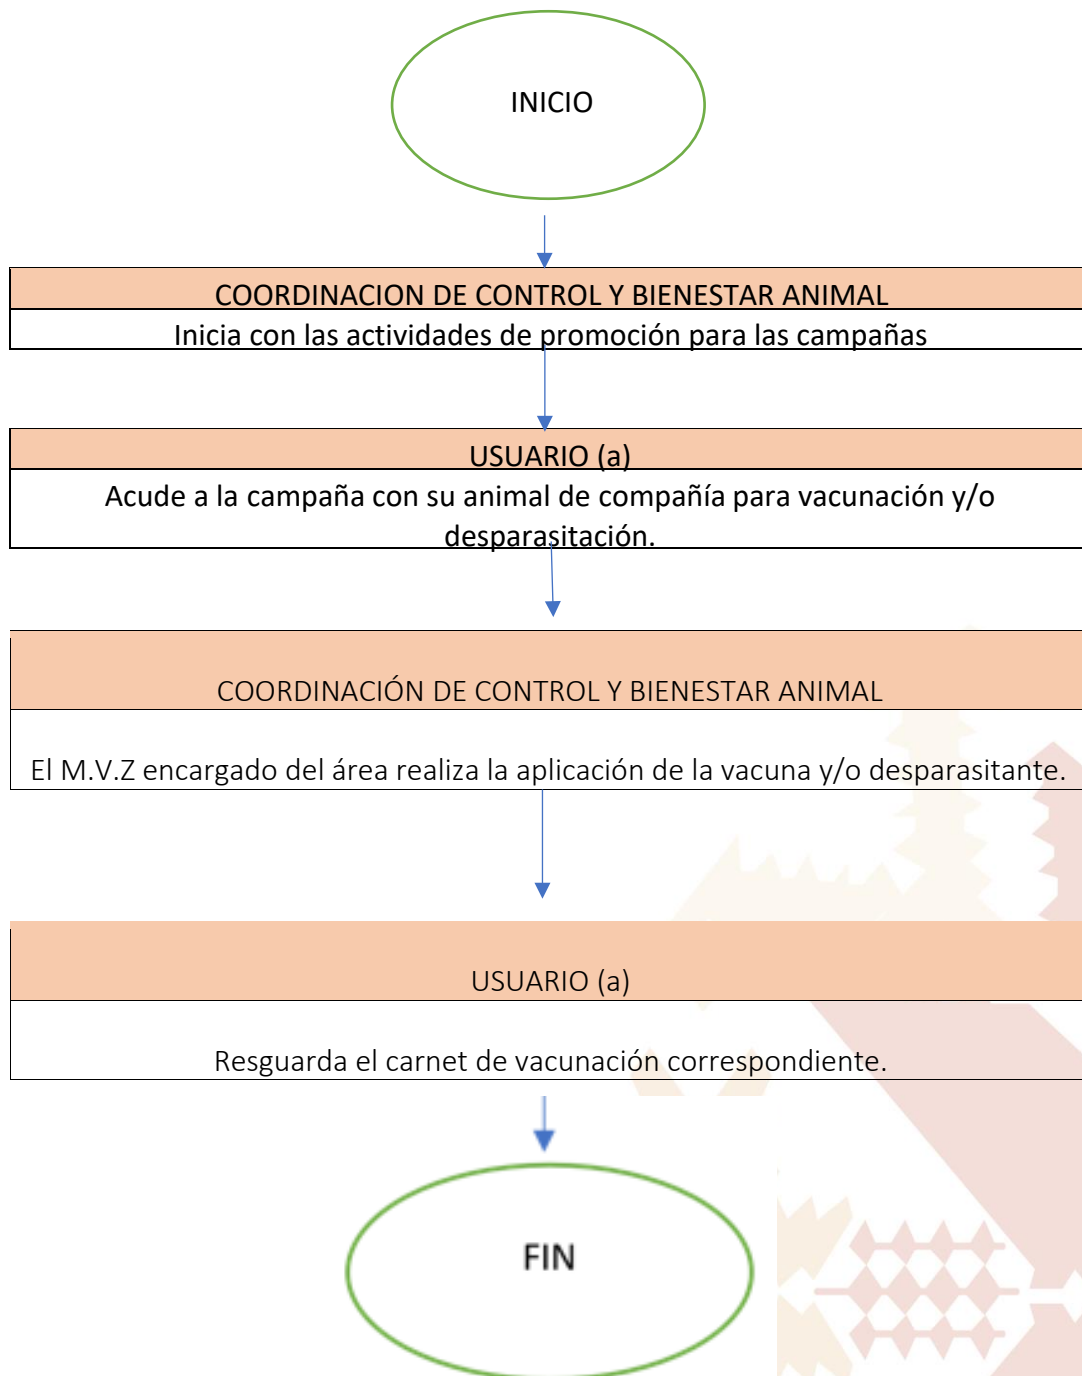 INICIO
COORDINACION DE CONTROL Y BIENESTAR ANIMAL
Inicia con las actividades de promoción para las campañas
USUARIO (a)
Acude a la campaña con su animal de compañía para vacunación y/o
desparasitación.
COORDINACIÓN DE CONTROL Y BIENESTAR ANIMAL
El M.V.Z encargado del área realiza la aplicación de la vacuna y/o desparasitante.
USUARIO (a)
Resguarda el carnet de vacunación correspondiente.
FIN